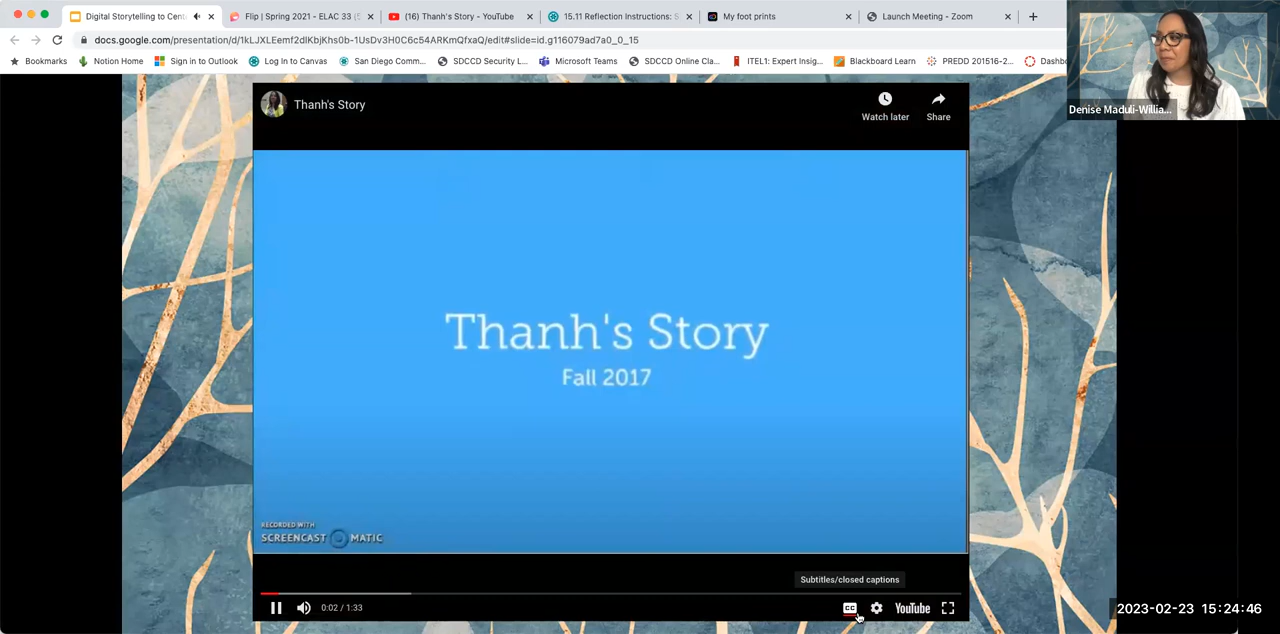 Digital Storytelling to Cent
Flip | Spring 2021 - ELAC 33 (5
(16) Thanh's Story - YouTube
15.11 Reflection Instructions: S
My foot prints
Launch Meeting - Zoom
docs.google.com/presentation/d/1kLJXLEemf2dlKbjKhs0b-1UsDv3H0C6c54ARKmQfxaQ/edit#slide=id.g116079ad7a0_0_15
Bookmarks
Notion Home
Sign in to Outlook
Log In to Canvas
San Diego Comm...
SDCCD Security L...
Microsoft Teams
SDCCD Online Cla...
ITEL1: Expert Insig...
Blackboard Learn
PREDD 201516-2...
Dashbo
Denise Maduli-Willia...
Thanh's Story
Watch later
Share
Thanh's Story
Fall 2017
RECORDED WITH
SCREENCAST MATIC
Subtitles/closed captions
0:02 / 1:33
CC
YouTube
2023-02-23 15:24:46